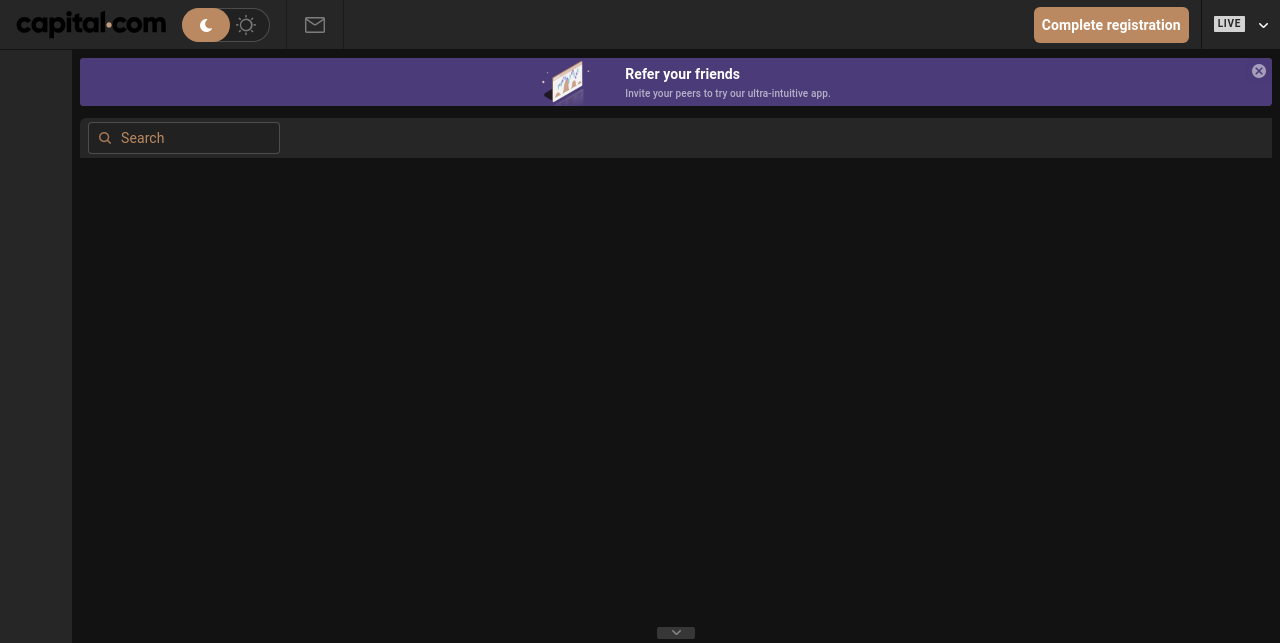 capital.com
Complete registration
LIVE
Refer your friends
Invite your peers to try our ultra-intuitive app.
Search